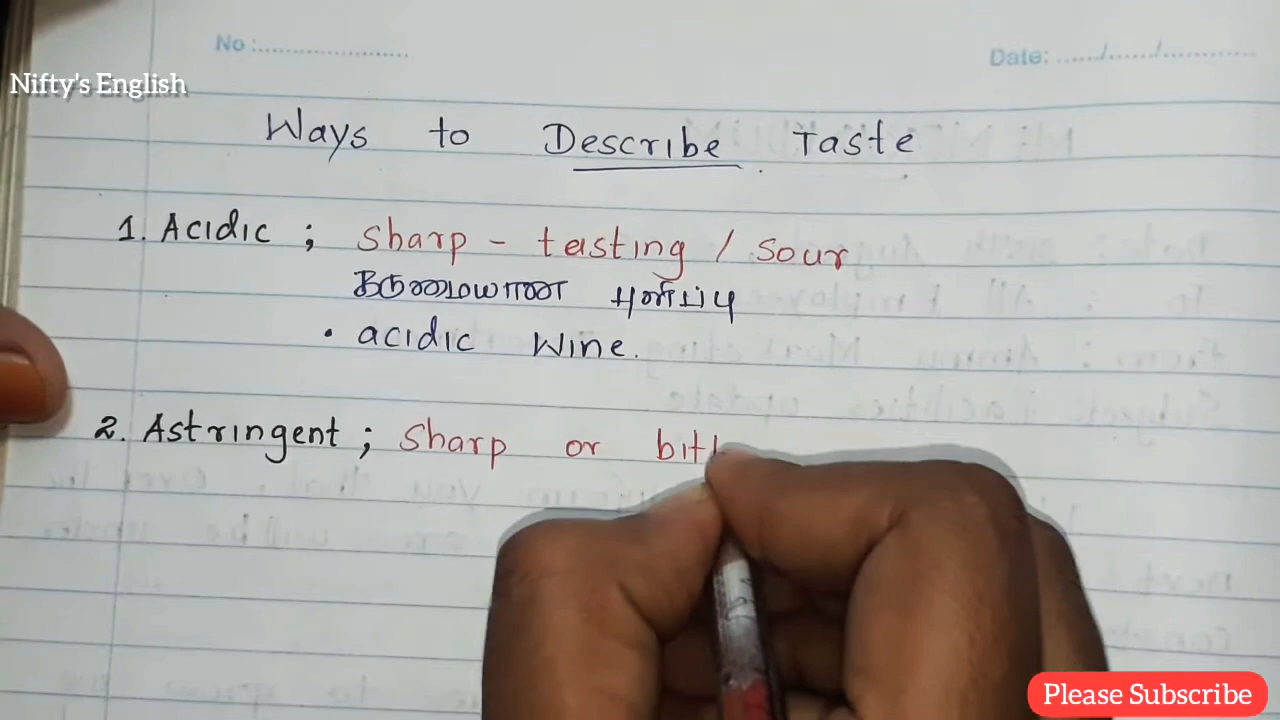 No :....................
Date: ....../....../............
Nifty's English
Ways to Describe Taste
1. Acidic ; sharp - tasting / sour
புளிப்பு
• acidic wine.
2. Astringent ; sharp or bitt
Please Subscribe